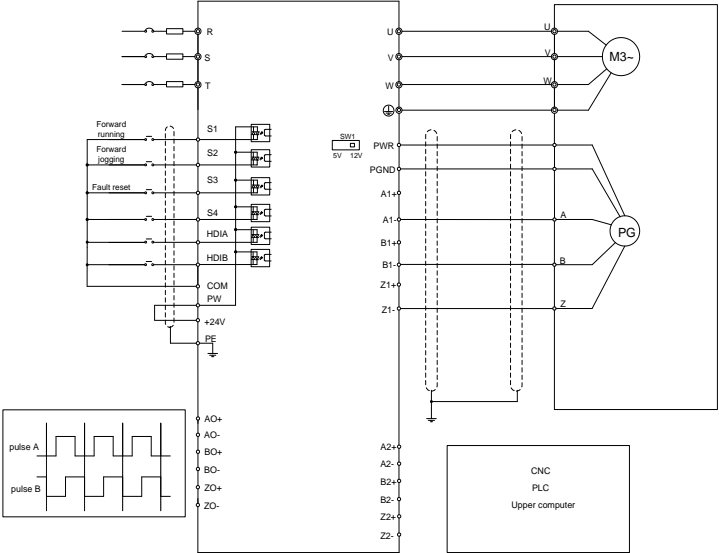 R
S
T
U
V
W
U
V
W
M3~
Forward
running
Forward
jogging
Fault reset
S1
S2
S3
S4
HDIA
HDIB
COM
PW
+24V
PE
SW1
5V 12V
PWR
PGND
A1+
A1-
B1+
B1-
Z1+
Z1-
A
B
Z
PG
pulse A
pulse B
AO+
AO-
BO+
BO-
ZO+
ZO-
A2+
A2-
B2+
B2-
Z2+
Z2-
CNC
PLC
Upper computer